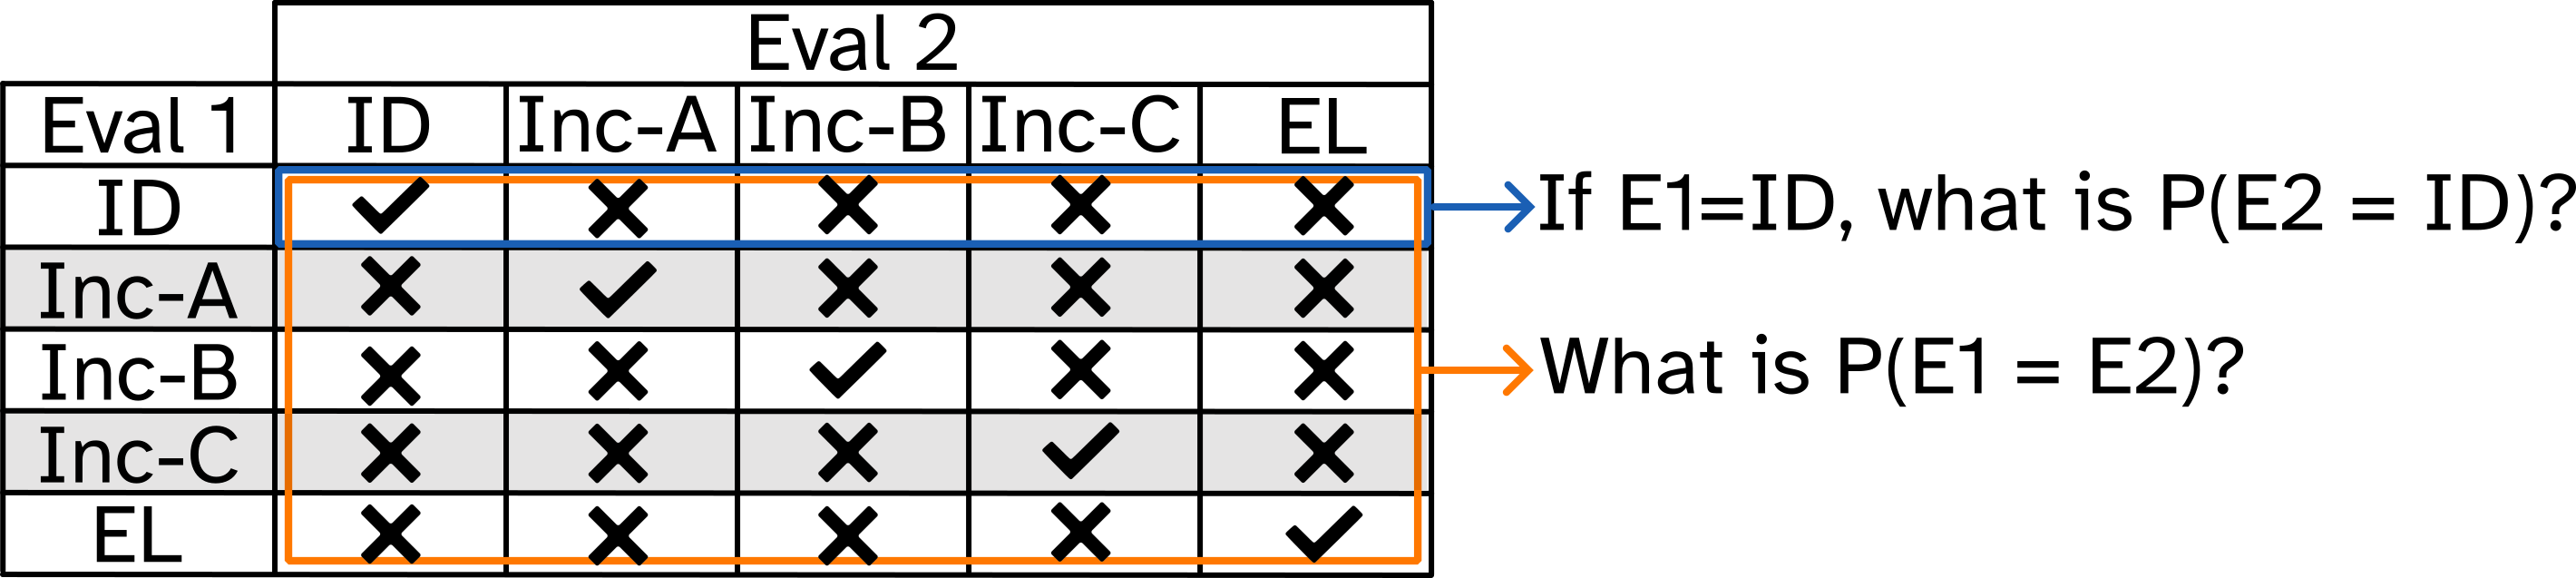 Eval 2
Eval 1 ID Inc-A Inc-B Inc-C EL
ID ✓ ✗ ✗ ✗ ✗ If E1=ID, what is P(E2 = ID)?
Inc-A ✗ ✓ ✗ ✗ ✗
Inc-B ✗ ✗ ✓ ✗ ✗ What is P(E1 = E2)?
Inc-C ✗ ✗ ✗ ✓ ✗
EL ✗ ✗ ✗ ✗ ✓